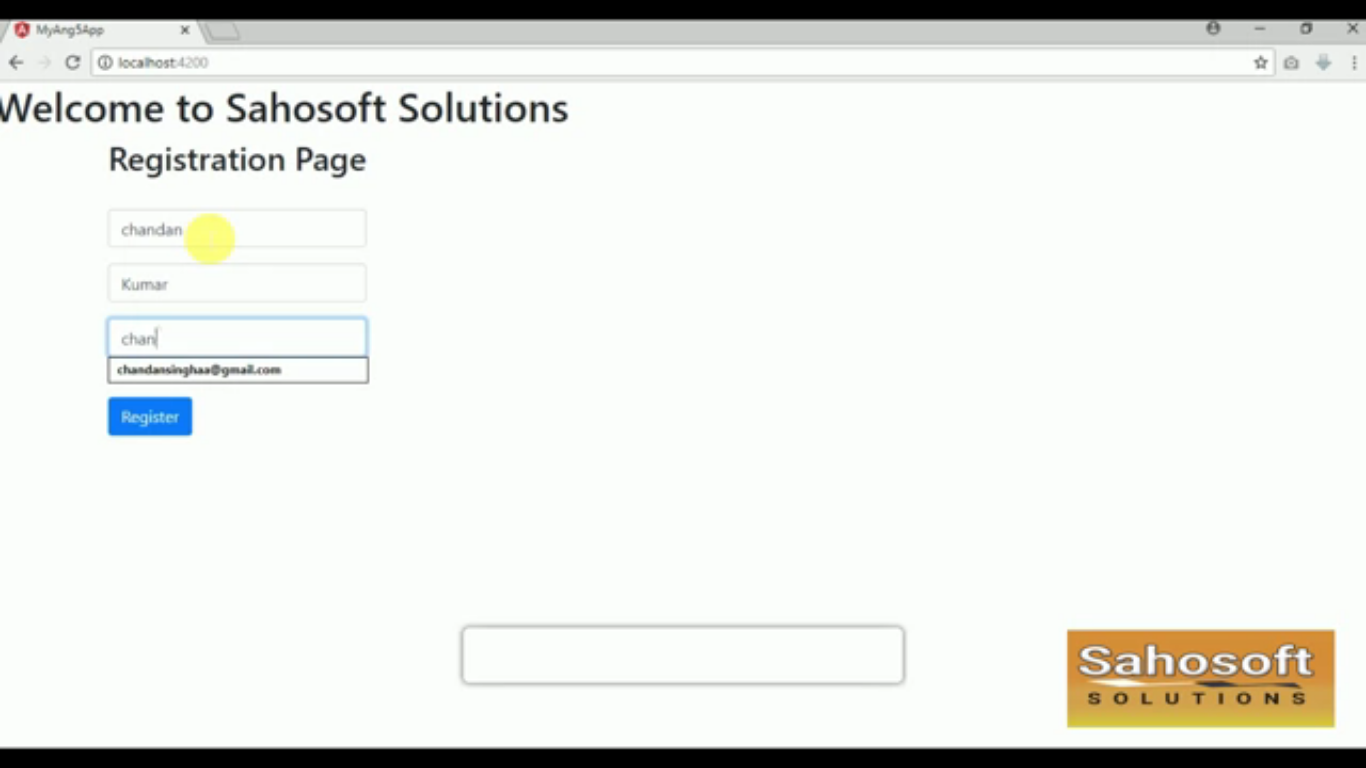 MyAng5App
localhost:4200
Welcome to Sahosoft Solutions
Registration Page
chandan
Kumar
chan
chandansinghaa@gmail.com
Register
Sahosoft
SOLUTIONS